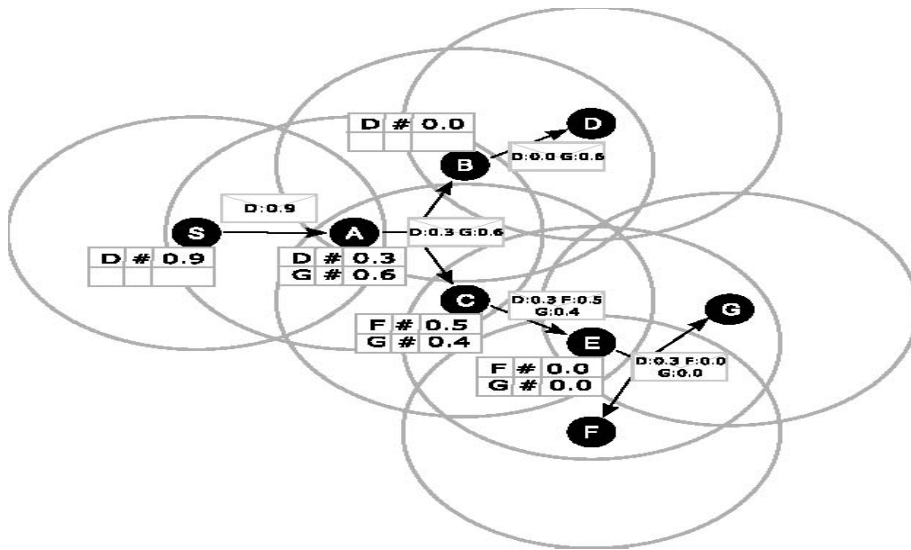 D
D # 0.0
B
D:0.0 G:0.6
D:0.9
S
A
D:0.3 G:0.6
D # 0.9
D # 0.3
G # 0.6
C
D:0.3 F:0.5
G:0.4
G
F # 0.5
G # 0.4
E
F # 0.0
G # 0.0
D:0.3 F:0.0
G:0.0
F